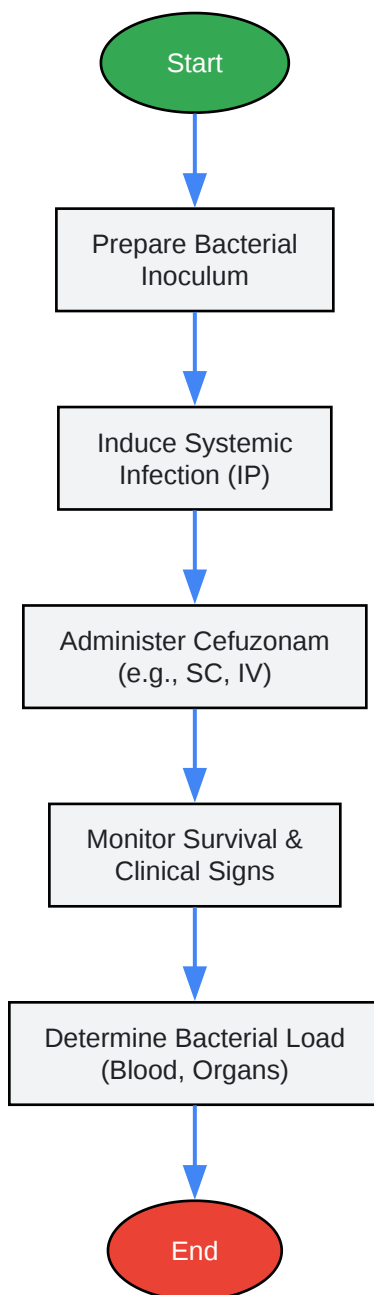 Start
Prepare Bacterial
Inoculum
Induce Systemic
Infection (IP)
Administer Cefuzonam
(e.g., SC, IV)
Monitor Survival &
Clinical Signs
Determine Bacterial Load
(Blood, Organs)
End